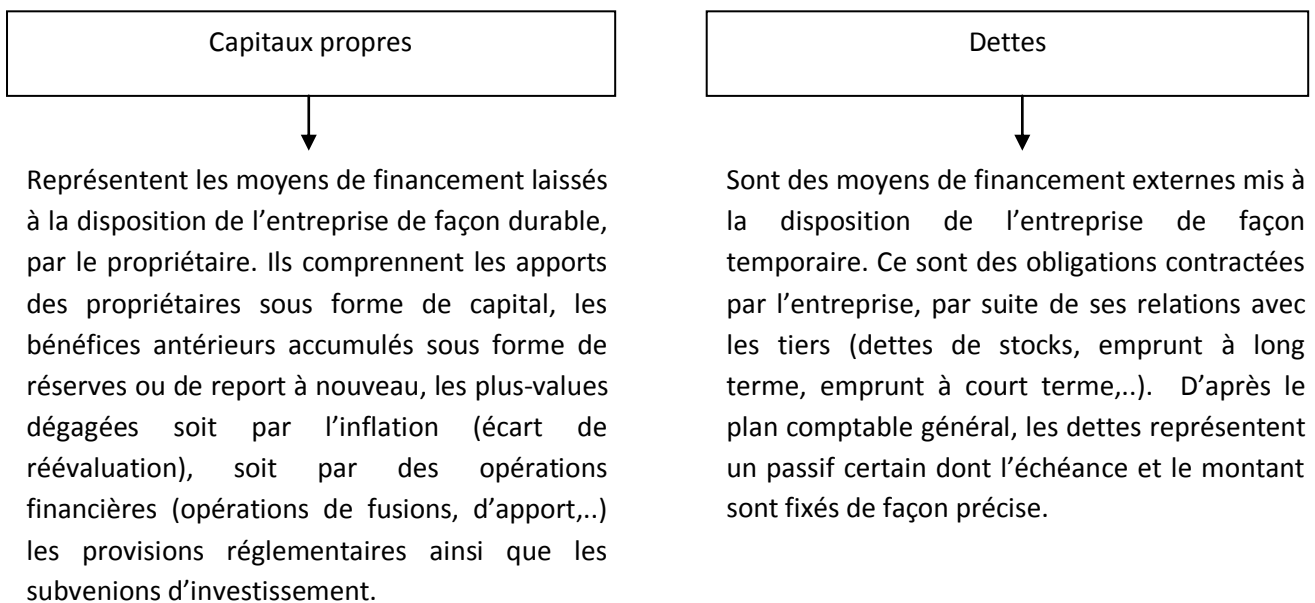 Capitaux propres
Représentent les moyens de financement laissés
à la disposition de l’entreprise de façon durable,
par le propriétaire. Ils comprennent les apports
des propriétaires sous forme de capital, les
bénéfices antérieurs accumulés sous forme de
réserves ou de report à nouveau, les plus-values
dégagées soit par l’inflation (écart de
réévaluation), soit par des opérations
financières (opérations de fusions, d’apport,..)
les provisions réglementaires ainsi que les
subvenions d’investissement.
Dettes
Sont des moyens de financement externes mis à
la disposition de l’entreprise de façon
temporaire. Ce sont des obligations contractées
par l’entreprise, par suite de ses relations avec
les tiers (dettes de stocks, emprunt à long
terme, emprunt à court terme,..). D’après le
plan comptable général, les dettes représentent
un passif certain dont l’échéance et le montant
sont fixés de façon précise.